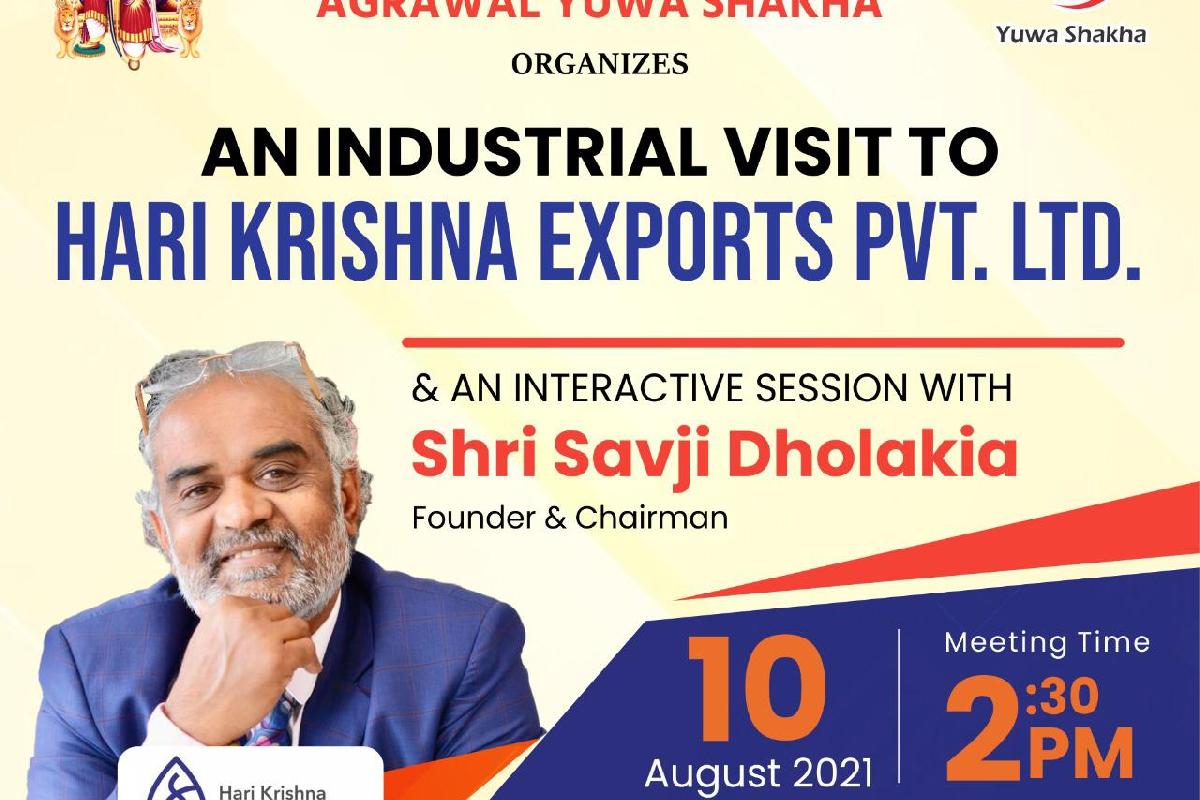 AGRAWAL YUWA SHAKHA
Yuwa Shakha
ORGANIZES
AN INDUSTRIAL VISIT TO
HARI KRISHNA EXPORTS PVT. LTD.
& AN INTERACTIVE SESSION WITH
Shri Savji Dholakia
Founder & Chairman
10
August 2021
Meeting Time
2:30
PM
Hari Krishna